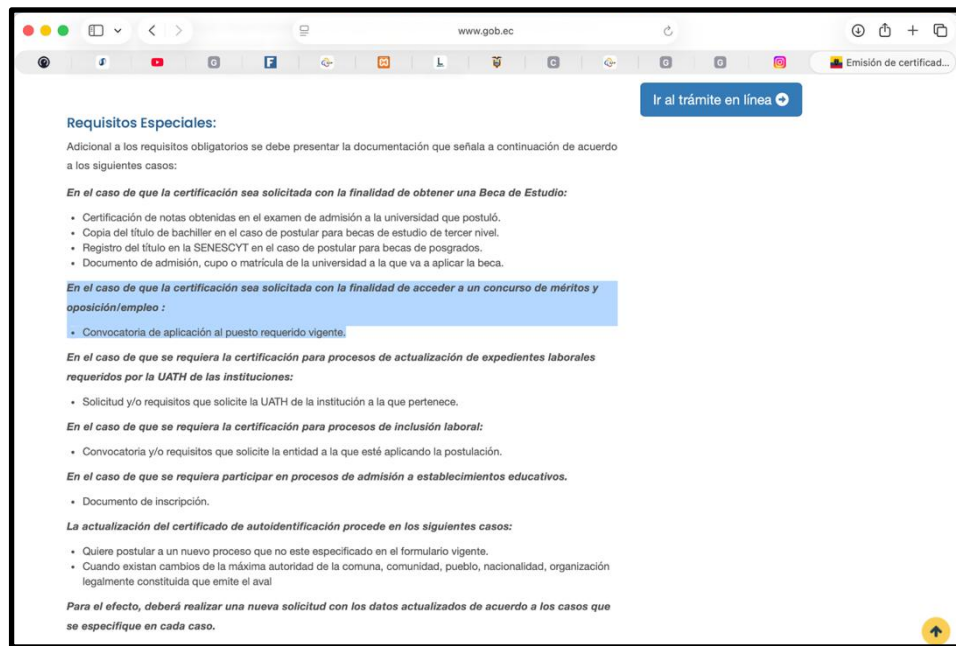 www.gob.ec
Emisión de certificad...
Ir al trámite en línea
Requisitos Especiales:
Adicional a los requisitos obligatorios se debe presentar la documentación que señala a continuación de acuerdo
a los siguientes casos:
En el caso de que la certificación sea solicitada con la finalidad de obtener una Beca de Estudio:
• Certificación de notas obtenidas en el examen de admisión a la universidad que postuló.
• Copia del título de bachiller en el caso de postular para becas de estudio de tercer nivel.
• Registro del título en la SENESCYT en el caso de postular para becas de posgrados.
• Documento de admisión, cupo o matrícula de la universidad a la que va a aplicar la beca.
En el caso de que la certificación sea solicitada con la finalidad de acceder a un concurso de méritos y
oposición/empleo :
• Convocatoria de aplicación al puesto requerido vigente.
En el caso de que se requiera la certificación para procesos de actualización de expedientes laborales
requeridos por la UATH de las instituciones:
• Solicitud y/o requisitos que solicite la UATH de la institución a la que pertenece.
En el caso de que se requiera la certificación para procesos de inclusión laboral:
• Convocatoria y/o requisitos que solicite la entidad a la que esté aplicando la postulación.
En el caso de que se requiera participar en procesos de admisión a establecimientos educativos.
• Documento de inscripción.
La actualización del certificado de autoidentificación procede en los siguientes casos:
• Quiere postular a un nuevo proceso que no este especificado en el formulario vigente.
• Cuando existan cambios de la máxima autoridad de la comuna, comunidad, pueblo, nacionalidad, organización
legalmente constituida que emite el aval
Para el efecto, deberá realizar una nueva solicitud con los datos actualizados de acuerdo a los casos que
se especifique en cada caso.